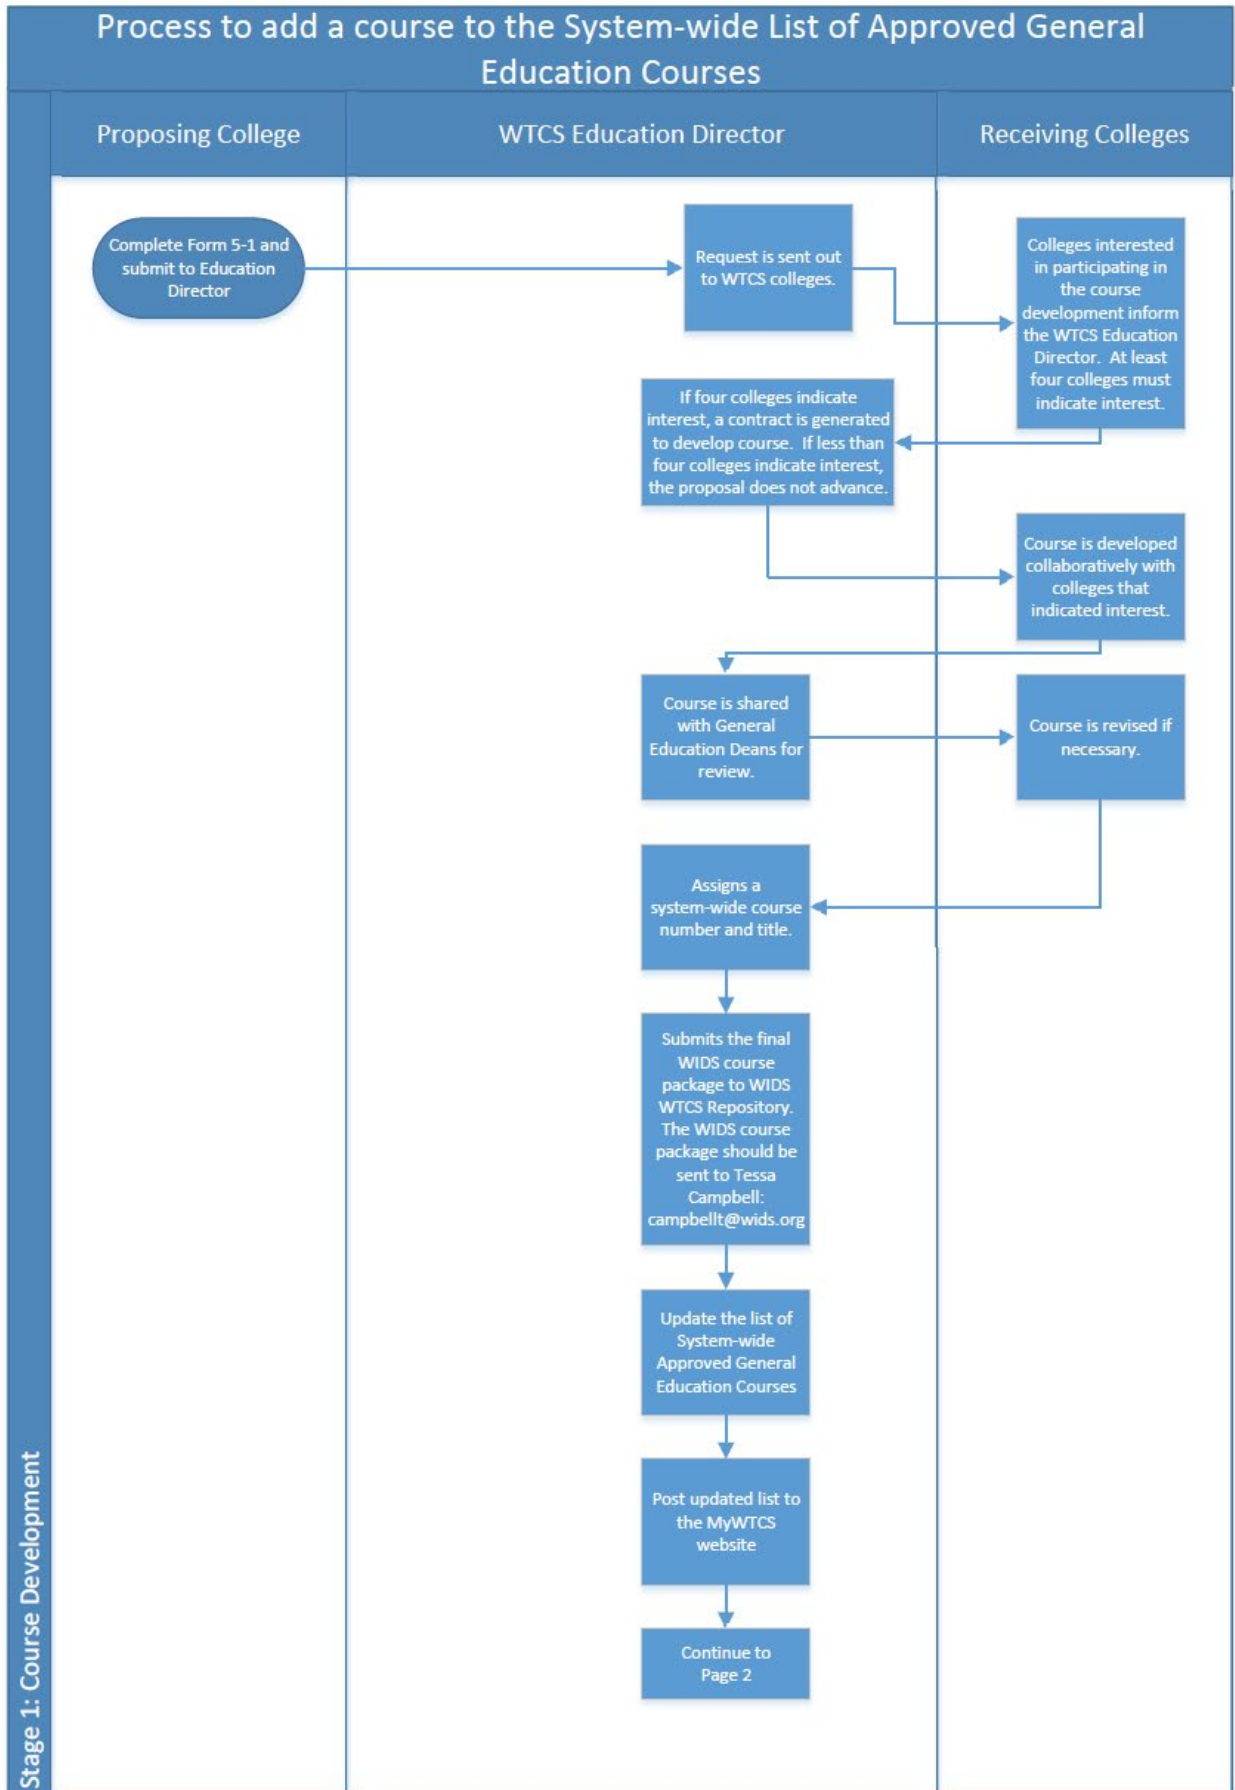 Process to add a course to the System-wide List of Approved General
Education Courses
Proposing College
WTCS Education Director
Receiving Colleges
Complete Form 5-1 and
submit to Education
Director
Request is sent out
to WTCS colleges.
Colleges interested
in participating in
the course
development inform
the WTCS Education
Director. At least
four colleges must
indicate interest.
If four colleges indicate
interest, a contract is generated
to develop course. If less than
four colleges indicate interest,
the proposal does not advance.
Course is developed
collaboratively with
colleges that
indicated interest.
Course is shared
with General
Education Deans for
review.
Course is revised if
necessary.
Assigns a
system-wide course
number and title.
Submits the final
WIDS course
package to WIDS
WTCS Repository.
The WIDS course
package should be
sent to Tessa
Campbell:
campbellt@wids.org
Update the list of
System-wide
Approved General
Education Courses
Post updated list to
the MyWTCS
website
Continue to
Page 2
Stage 1: Course Development